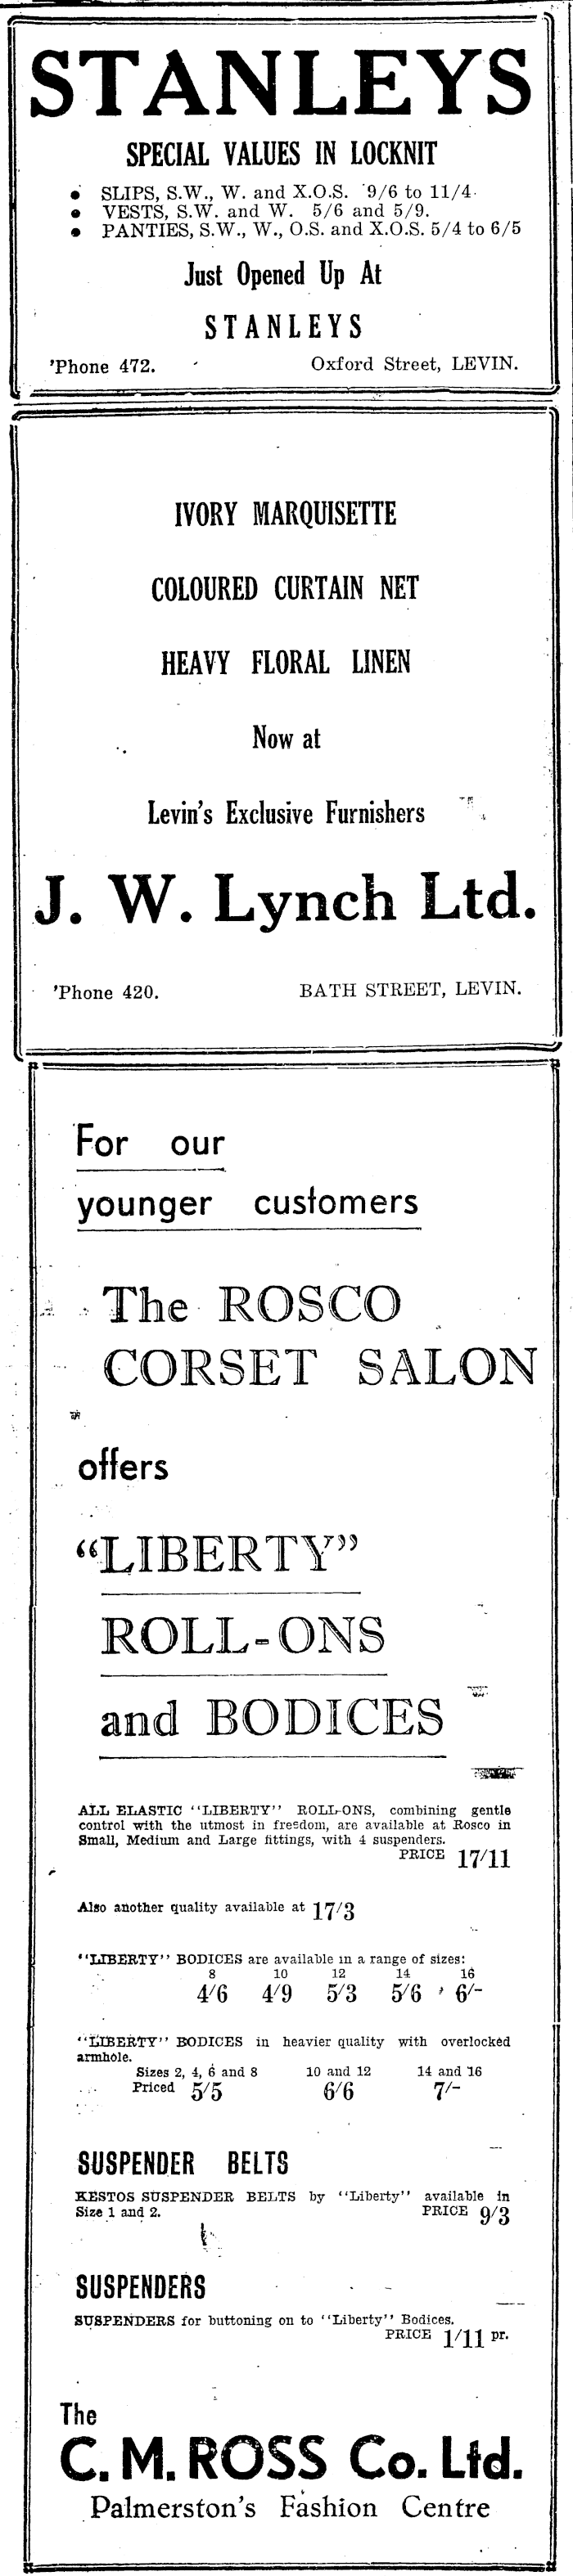 STANLEYS
SPECIAL VALUES IN LOCKNIT
• SLIPS, S.W., W. and X.O.S. 9/6 to 11/4
• VESTS, S.W. and W. 5/6 and 5/9.
• PANTIES, S.W., W., O.S. and X.O.S. 5/4 to 6/5
Just Opened Up At
STANLEYS
'Phone 472. Oxford Street, LEVIN.
IVORY MARQUISETTE
COLOURED CURTAIN NET
HEAVY FLORAL LINEN
Now at
Levin's Exclusive Furnishers
J. W. Lynch Ltd.
'Phone 420. BATH STREET, LEVIN.
For our
younger customers
The ROSCO
CORSET SALON
offers
"LIBERTY"
ROLL-ONS
and BODICES
ALL ELASTIC "LIBERTY" ROLL-ONS, combining gentle
control with the utmost in freedom, are available at Rosco in
Small, Medium and Large fittings, with 4 suspenders.
PRICE 17/11
Also another quality available at 17/3
"LIBERTY" BODICES are available in a range of sizes:
8 10 12 14 16
4/6 4/9 5/3 5/6 6/-
"LIBERTY" BODICES in heavier quality with overlocked
armhole.
Sizes 2, 4, 6 and 8 10 and 12 14 and 16
Priced 5/5 6/6 7/-
SUSPENDER BELTS
KESTOS SUSPENDER BELTS by "Liberty" available in
Size 1 and 2. PRICE 9/3
SUSPENDERS
SUSPENDERS for buttoning on to "Liberty" Bodices.
PRICE 1/11 pr.
The
C. M. ROSS Co. Ltd.
Palmerston's Fashion Centre